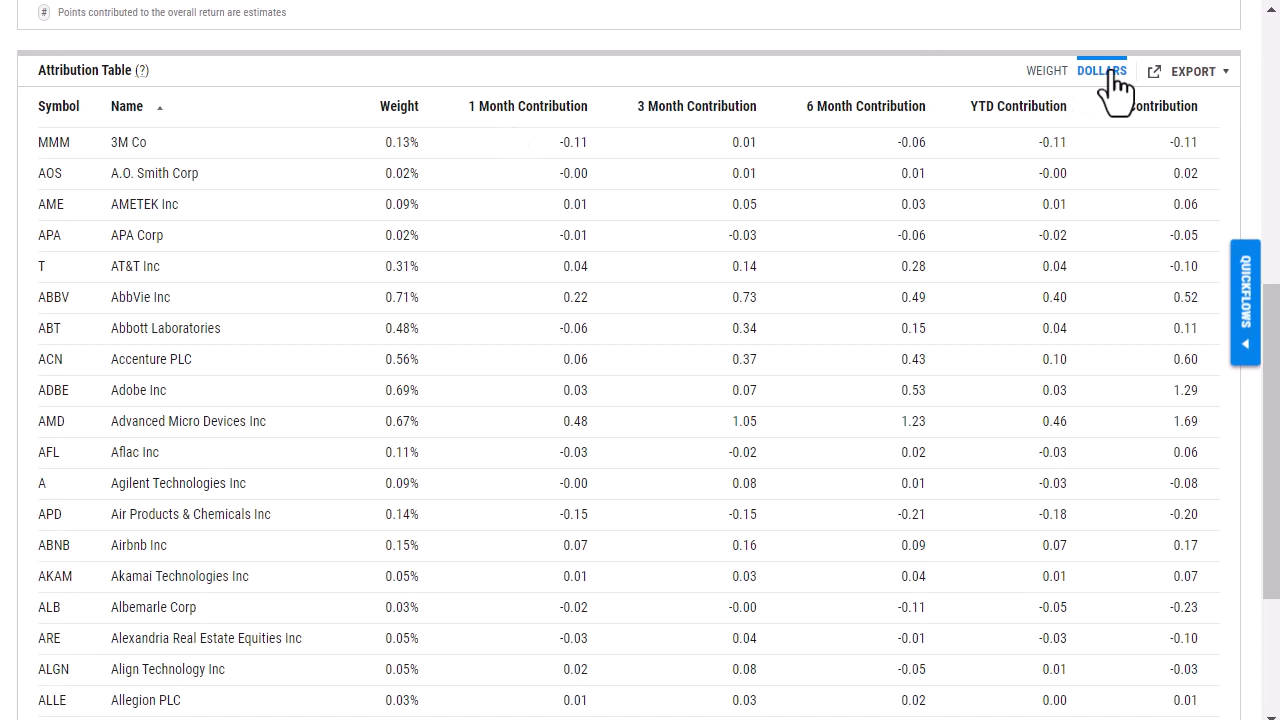 # Points contributed to the overall return are estimates
Attribution Table (?) WEIGHT DOLLARS EXPORT
Symbol Name Weight 1 Month Contribution 3 Month Contribution 6 Month Contribution YTD Contribution Contribution
MMM 3M Co 0.13% -0.11 0.01 -0.06 -0.11 -0.11
AOS A.O. Smith Corp 0.02% -0.00 0.01 0.01 -0.00 0.02
AME AMETEK Inc 0.09% 0.01 0.05 0.03 0.01 0.06
APA APA Corp 0.02% -0.01 -0.03 -0.06 -0.02 -0.05
T AT&T Inc 0.31% 0.04 0.14 0.28 0.04 -0.10
ABBV AbbVie Inc 0.71% 0.22 0.73 0.49 0.40 0.52
ABT Abbott Laboratories 0.48% -0.06 0.34 0.15 0.04 0.11
ACN Accenture PLC 0.56% 0.06 0.37 0.43 0.10 0.60
ADBE Adobe Inc 0.69% 0.03 0.07 0.53 0.03 1.29
AMD Advanced Micro Devices Inc 0.67% 0.48 1.05 1.23 0.46 1.69
AFL Aflac Inc 0.11% -0.03 -0.02 0.02 -0.03 0.06
A Agilent Technologies Inc 0.09% -0.00 0.08 0.01 -0.03 -0.08
APD Air Products & Chemicals Inc 0.14% -0.15 -0.15 -0.21 -0.18 -0.20
ABNB Airbnb Inc 0.15% 0.07 0.16 0.09 0.07 0.17
AKAM Akamai Technologies Inc 0.05% 0.01 0.03 0.04 0.01 0.07
ALB Albemarle Corp 0.03% -0.02 -0.00 -0.11 -0.05 -0.23
ARE Alexandria Real Estate Equities Inc 0.05% -0.03 0.04 -0.01 -0.03 -0.10
ALGN Align Technology Inc 0.05% 0.02 0.08 -0.05 0.01 -0.03
ALLE Allegion PLC 0.03% 0.01 0.03 0.02 0.00 0.01
QUICKFLOWS